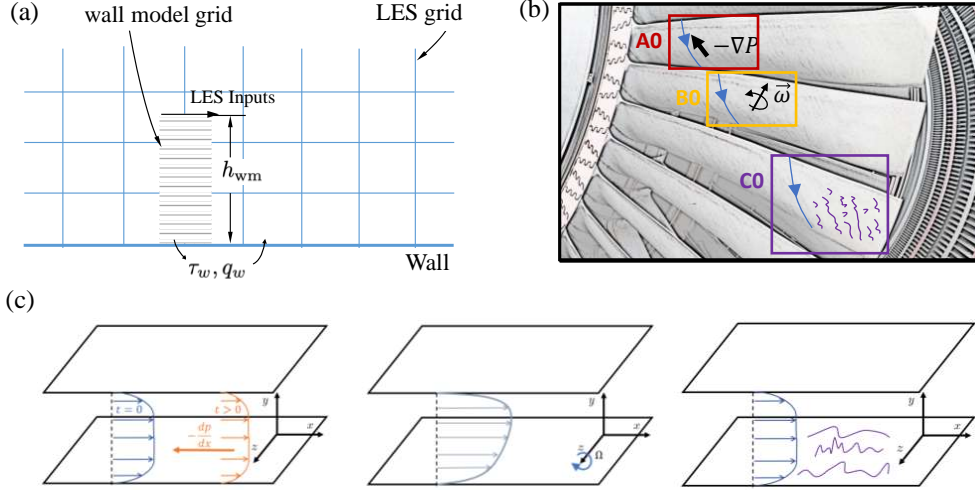 (a)
wall model grid
LES grid
LES Inputs
h_wm
τ_w, q_w
Wall
(b)
A0
−∇P
B0
ω⃗
C0
(c)
t = 0
t > 0
−dp/dx
y
x
z
y
x
z
Ω
y
x
z